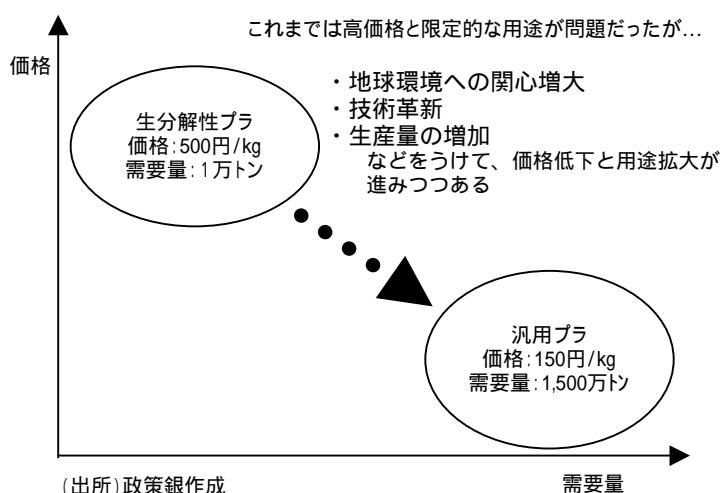 これまでは高価格と限定的な用途が問題だったが…
価格
・地球環境への関心増大
・技術革新
・生産量の増加
などをうけて、価格低下と用途拡大が
進みつつある
生分解性プラ
価格:500円/kg
需要量:1万トン
汎用プラ
価格:150円/kg
需要量:1,500万トン
(出所)政策銀作成
需要量